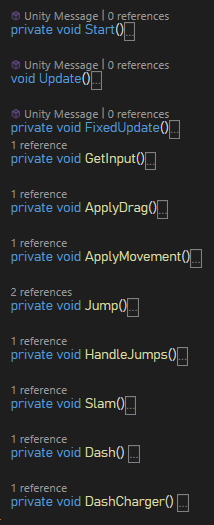 Unity Message | 0 references
private void Start()...
Unity Message | 0 references
void Update()...
Unity Message | 0 references
private void FixedUpdate()...
1 reference
private void GetInput()...
1 reference
private void ApplyDrag()...
1 reference
private void ApplyMovement()...
2 references
private void Jump()...
1 reference
private void HandleJumps()...
1 reference
private void Slam()...
1 reference
private void Dash() ...
1 reference
private void DashCharger() ...